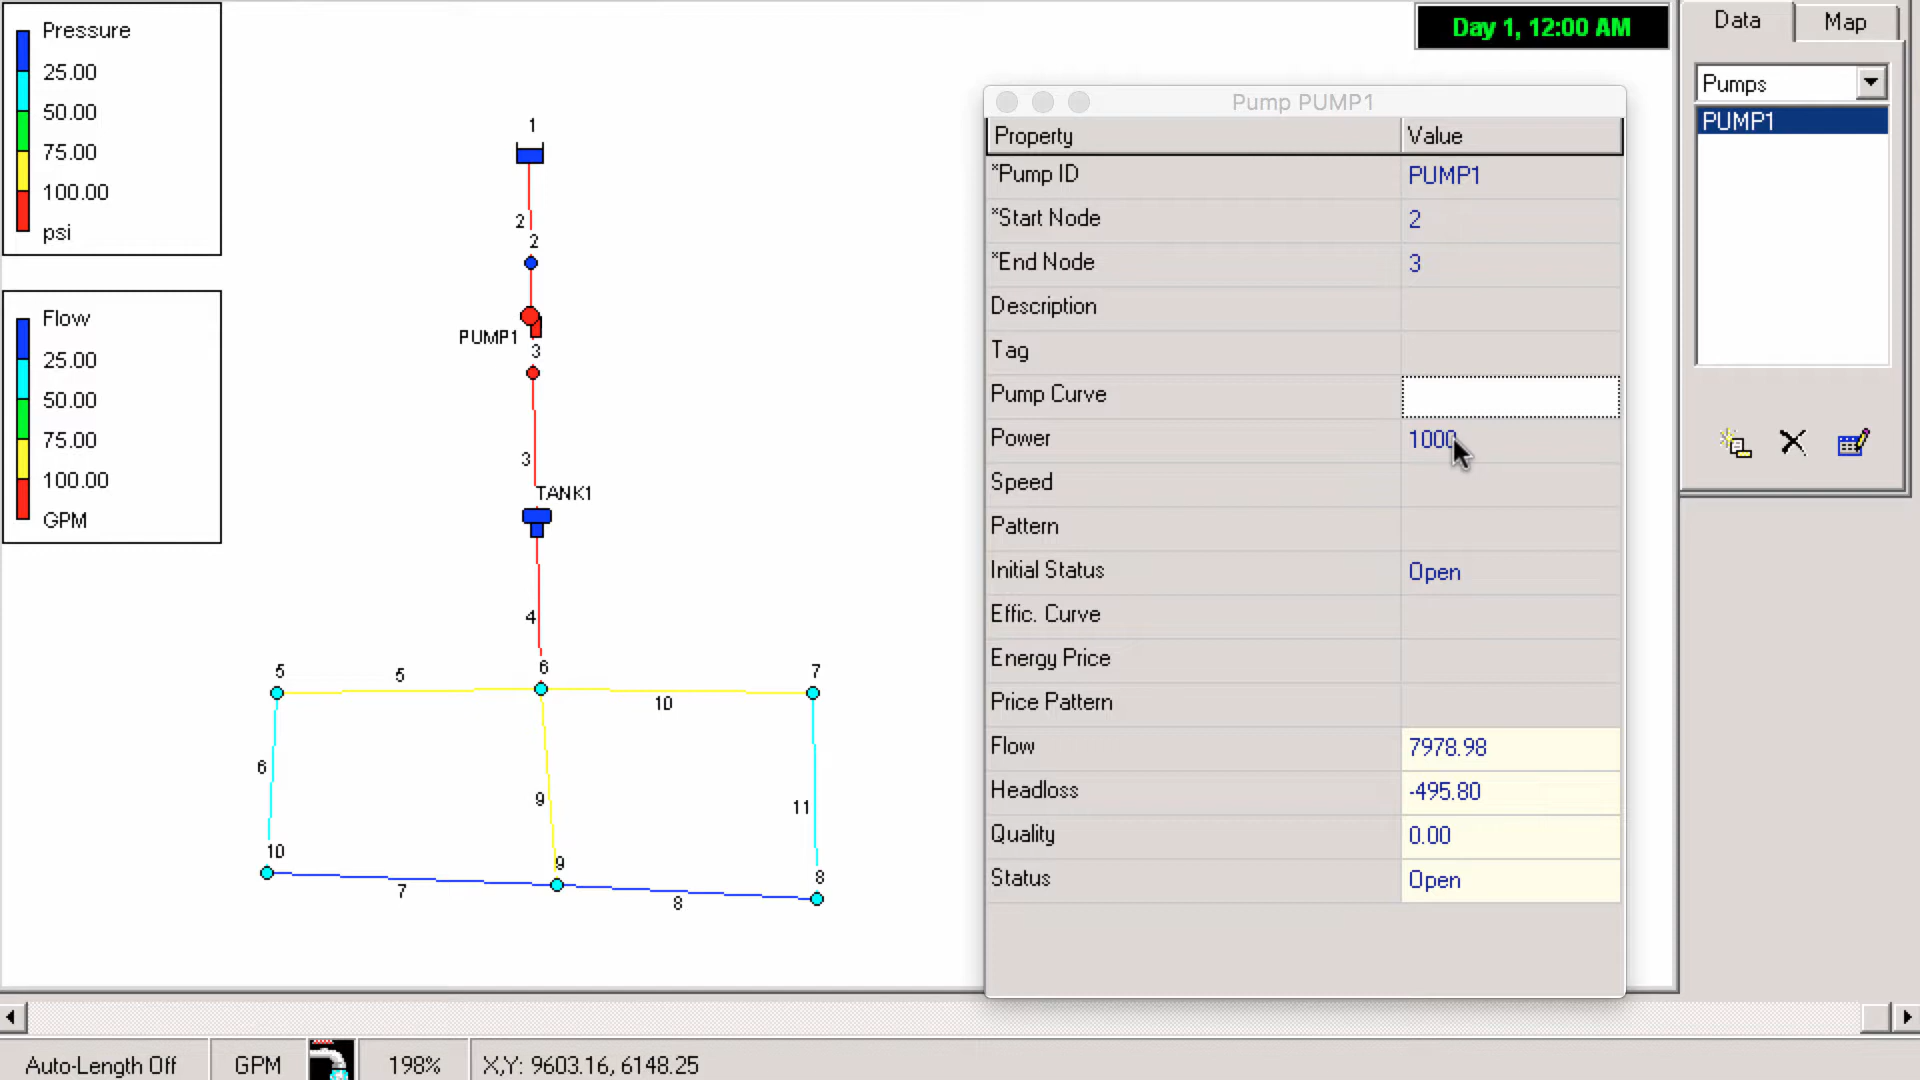 Pressure
25.00
50.00
75.00
100.00
psi
Flow
25.00
50.00
75.00
100.00
GPM
1
2
2
PUMP1
3
3
TANK1
4
5
5
6
10
7
6
9
11
10
7
9
8
8
Day 1, 12:00 AM
Pump PUMP1
Property Value
*Pump ID PUMP1
*Start Node 2
*End Node 3
Description
Tag
Pump Curve
Power 1000
Speed
Pattern
Initial Status Open
Effic. Curve
Energy Price
Price Pattern
Flow 7978.98
Headloss -495.80
Quality 0.00
Status Open
Data Map
Pumps
PUMP1
Auto-Length Off GPM 198% X,Y: 9603.16, 6148.25